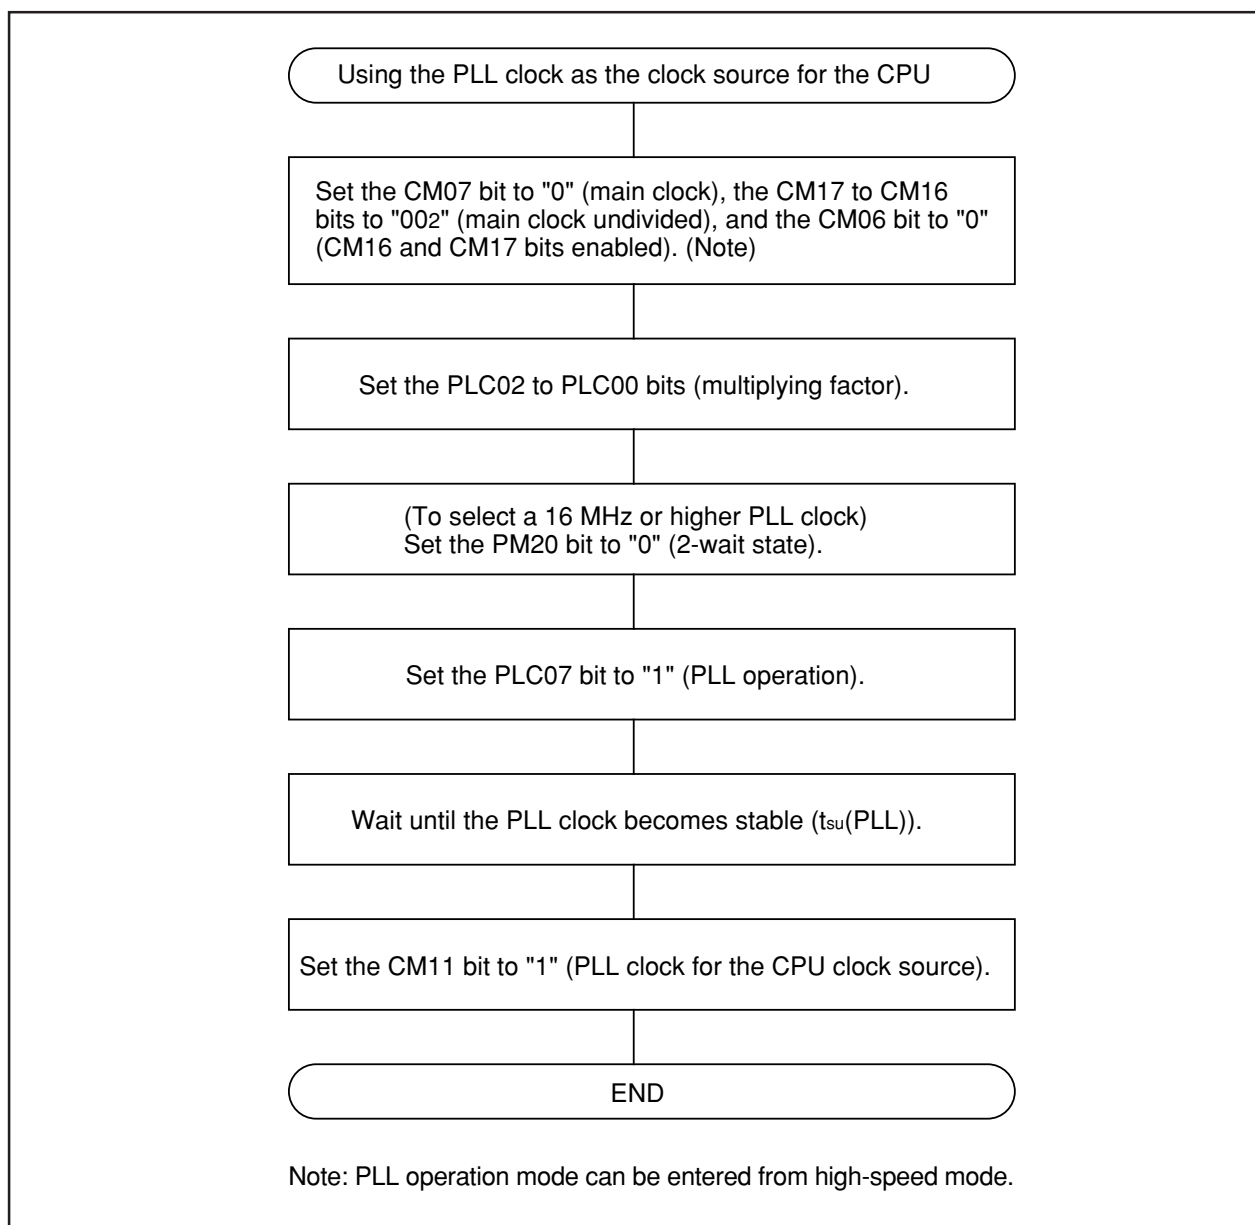 Using the PLL clock as the clock source for the CPU
Set the CM07 bit to "0" (main clock), the CM17 to CM16
bits to "002" (main clock undivided), and the CM06 bit to "0"
(CM16 and CM17 bits enabled). (Note)
Set the PLC02 to PLC00 bits (multiplying factor).
(To select a 16 MHz or higher PLL clock)
Set the PM20 bit to "0" (2-wait state).
Set the PLC07 bit to "1" (PLL operation).
Wait until the PLL clock becomes stable (tsu(PLL)).
Set the CM11 bit to "1" (PLL clock for the CPU clock source).
END
Note: PLL operation mode can be entered from high-speed mode.